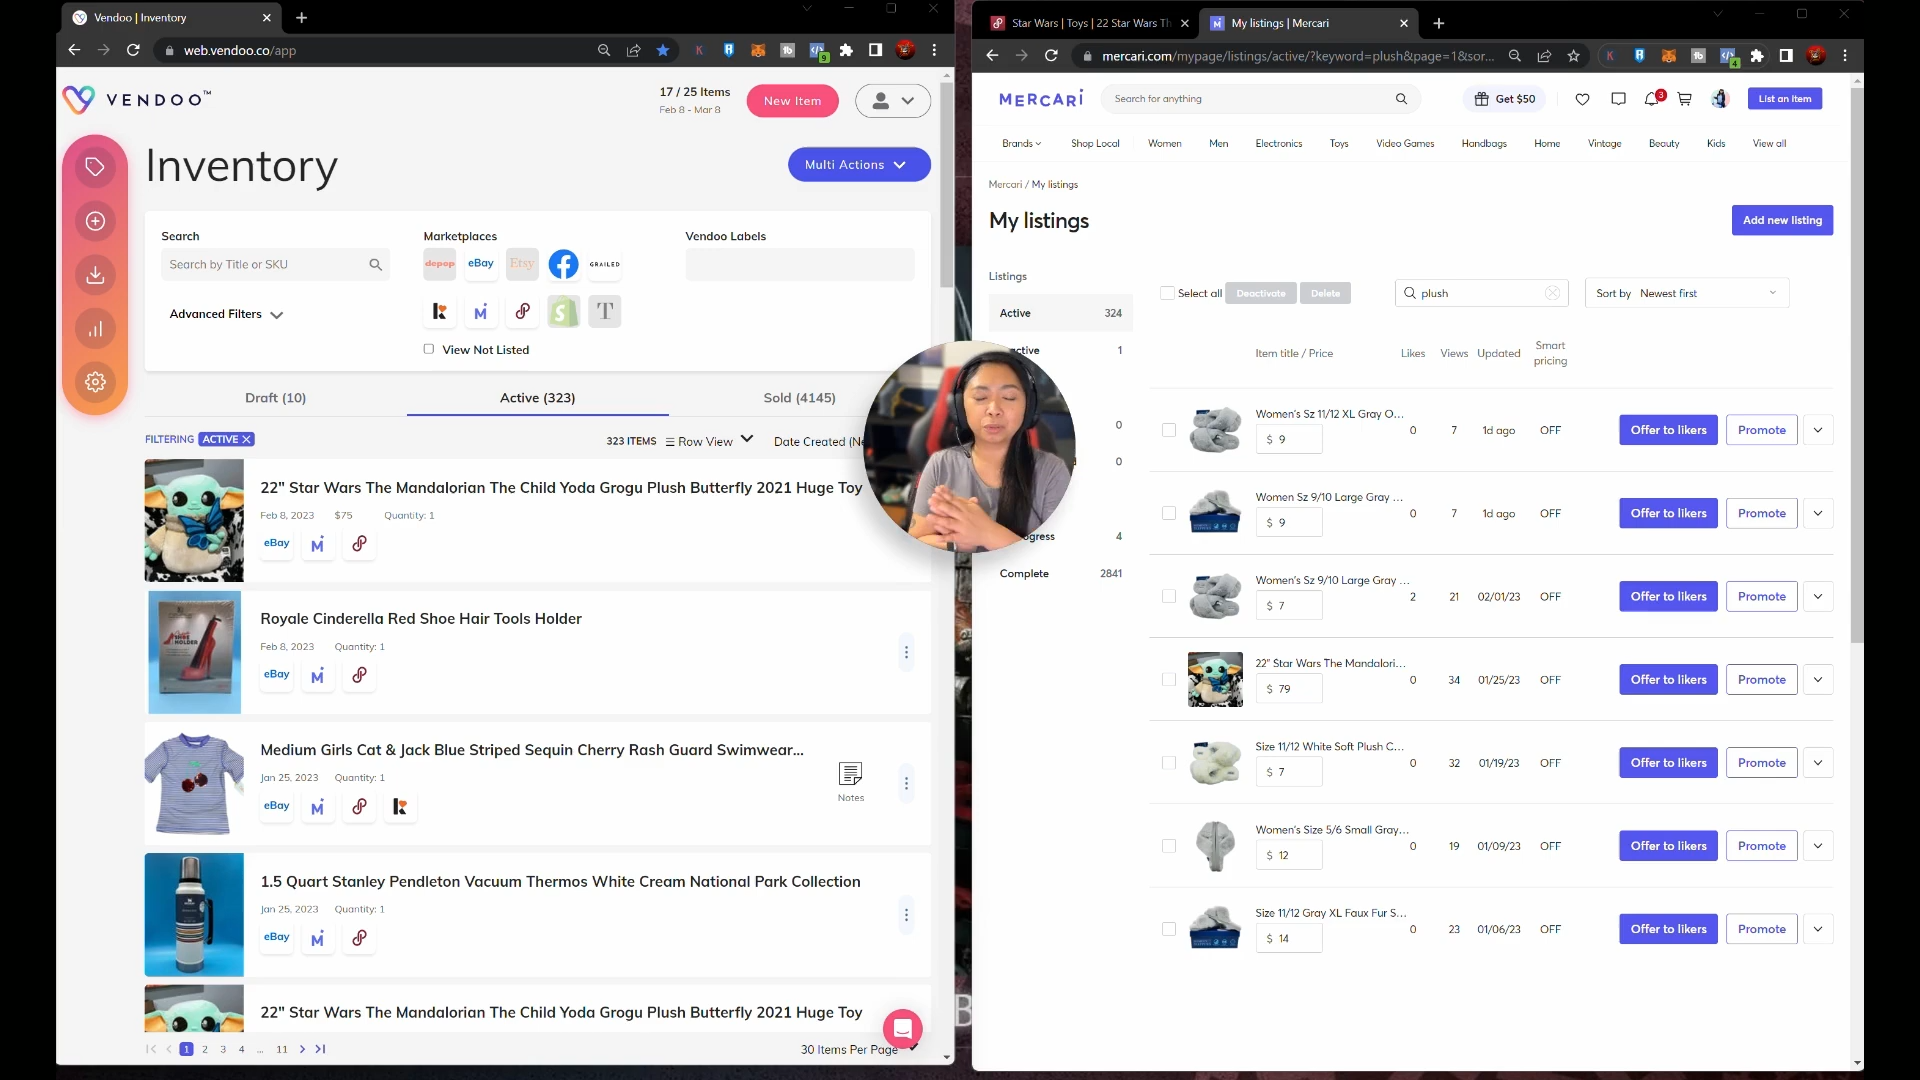 Vendoo | Inventory
web.vendoo.co/app
9
VENDOO™
17 / 25 Items
Feb 8 - Mar 8
New Item
Inventory
Multi Actions
Search
Search by Title or SKU
Advanced Filters
Marketplaces
depop
eBay
Etsy
GRAILED
View Not Listed
Vendoo Labels
Draft (10)
Active (323)
Sold (4145)
FILTERING ACTIVE
323 ITEMS
Row View
Date Created (Ne
22" Star Wars The Mandalorian The Child Yoda Grogu Plush Butterfly 2021 Huge Toy
Feb 8, 2023 $75 Quantity: 1
eBay
Royale Cinderella Red Shoe Hair Tools Holder
Feb 8, 2023 Quantity: 1
eBay
Medium Girls Cat & Jack Blue Striped Sequin Cherry Rash Guard Swimwear...
Jan 25, 2023 Quantity: 1
eBay
Notes
1.5 Quart Stanley Pendleton Vacuum Thermos White Cream National Park Collection
Jan 25, 2023 Quantity: 1
eBay
22" Star Wars The Mandalorian The Child Yoda Grogu Plush Butterfly 2021 Huge Toy
1 2 3 4 ... 11
30 Items Per Page
Star Wars | Toys | 22 Star Wars Th
My listings | Mercari
mercari.com/mypage/listings/active/?keyword=plush&page=1&sor...
4
MERCARI
Search for anything
Get $50
3
List an item
Brands
Shop Local
Women
Men
Electronics
Toys
Video Games
Handbags
Home
Vintage
Beauty
Kids
View all
Mercari / My listings
My listings
Add new listing
Listings
Active 324
active 1
0
0
ogress 4
Complete 2841
Select all
Deactivate
Delete
plush
Sort by Newest first
Item title / Price
Likes
Views
Updated
Smart pricing
Women's Sz 11/12 XL Gray O...
$ 9
0 7 1d ago OFF
Offer to likers
Promote
Women Sz 9/10 Large Gray ...
$ 9
0 7 1d ago OFF
Offer to likers
Promote
Women's Sz 9/10 Large Gray ...
$ 7
2 21 02/01/23 OFF
Offer to likers
Promote
22" Star Wars The Mandalori...
$ 79
0 34 01/25/23 OFF
Offer to likers
Promote
Size 11/12 White Soft Plush C...
$ 7
0 32 01/19/23 OFF
Offer to likers
Promote
Women's Size 5/6 Small Gray...
$ 12
0 19 01/09/23 OFF
Offer to likers
Promote
Size 11/12 Gray XL Faux Fur S...
$ 14
0 23 01/06/23 OFF
Offer to likers
Promote